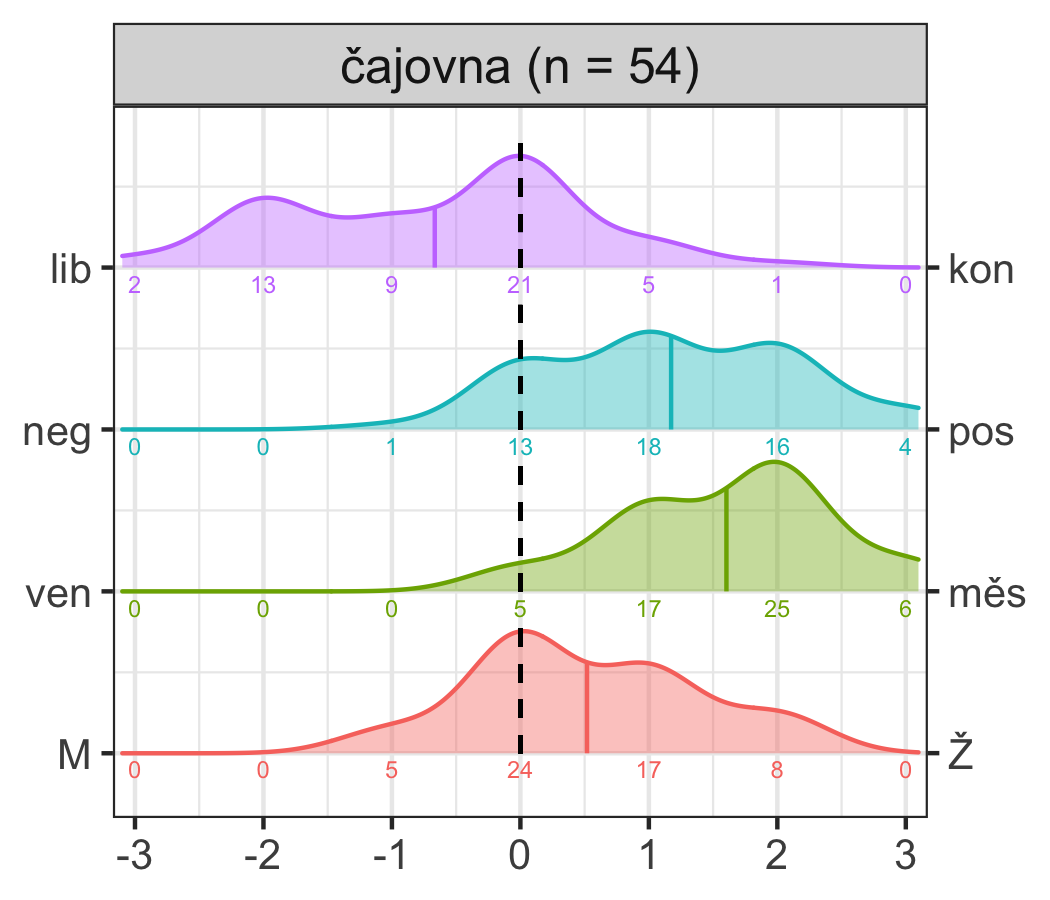 čajovna (n = 54)
lib kon
2 13 9 21 5 1 0
neg pos
0 0 1 13 18 16 4
ven měs
0 0 0 5 17 25 6
M Ž
0 0 5 24 17 8 0
-3 -2 -1 0 1 2 3